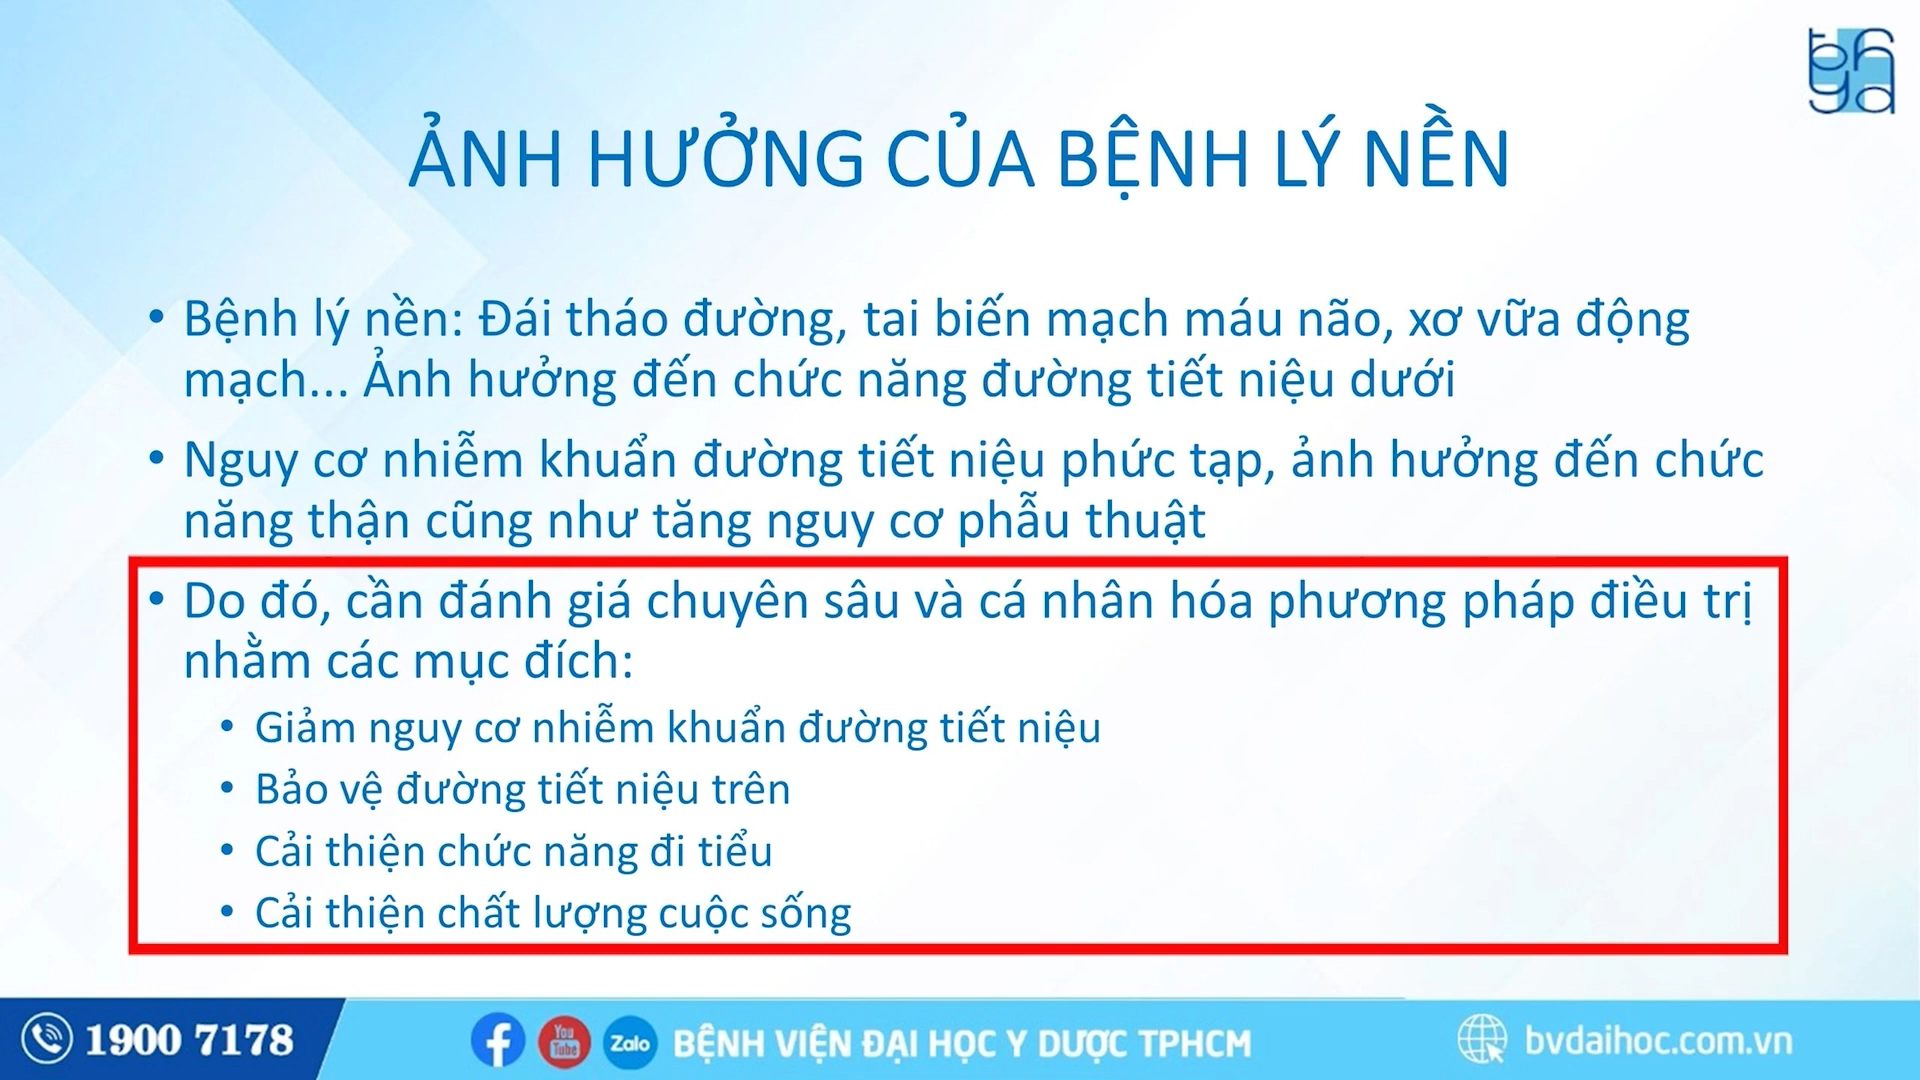 ẢNH HƯỞNG CỦA BỆNH LÝ NỀN
• Bệnh lý nền: Đái tháo đường, tai biến mạch máu não, xơ vữa động
mạch... Ảnh hưởng đến chức năng đường tiết niệu dưới
• Nguy cơ nhiễm khuẩn đường tiết niệu phức tạp, ảnh hưởng đến chức
năng thận cũng như tăng nguy cơ phẫu thuật
• Do đó, cần đánh giá chuyên sâu và cá nhân hóa phương pháp điều trị
nhằm các mục đích:
• Giảm nguy cơ nhiễm khuẩn đường tiết niệu
• Bảo vệ đường tiết niệu trên
• Cải thiện chức năng đi tiểu
• Cải thiện chất lượng cuộc sống
1900 7178
You
Tube
Zalo
BỆNH VIỆN ĐẠI HỌC Y DƯỢC TPHCM
bvdaihoc.com.vn